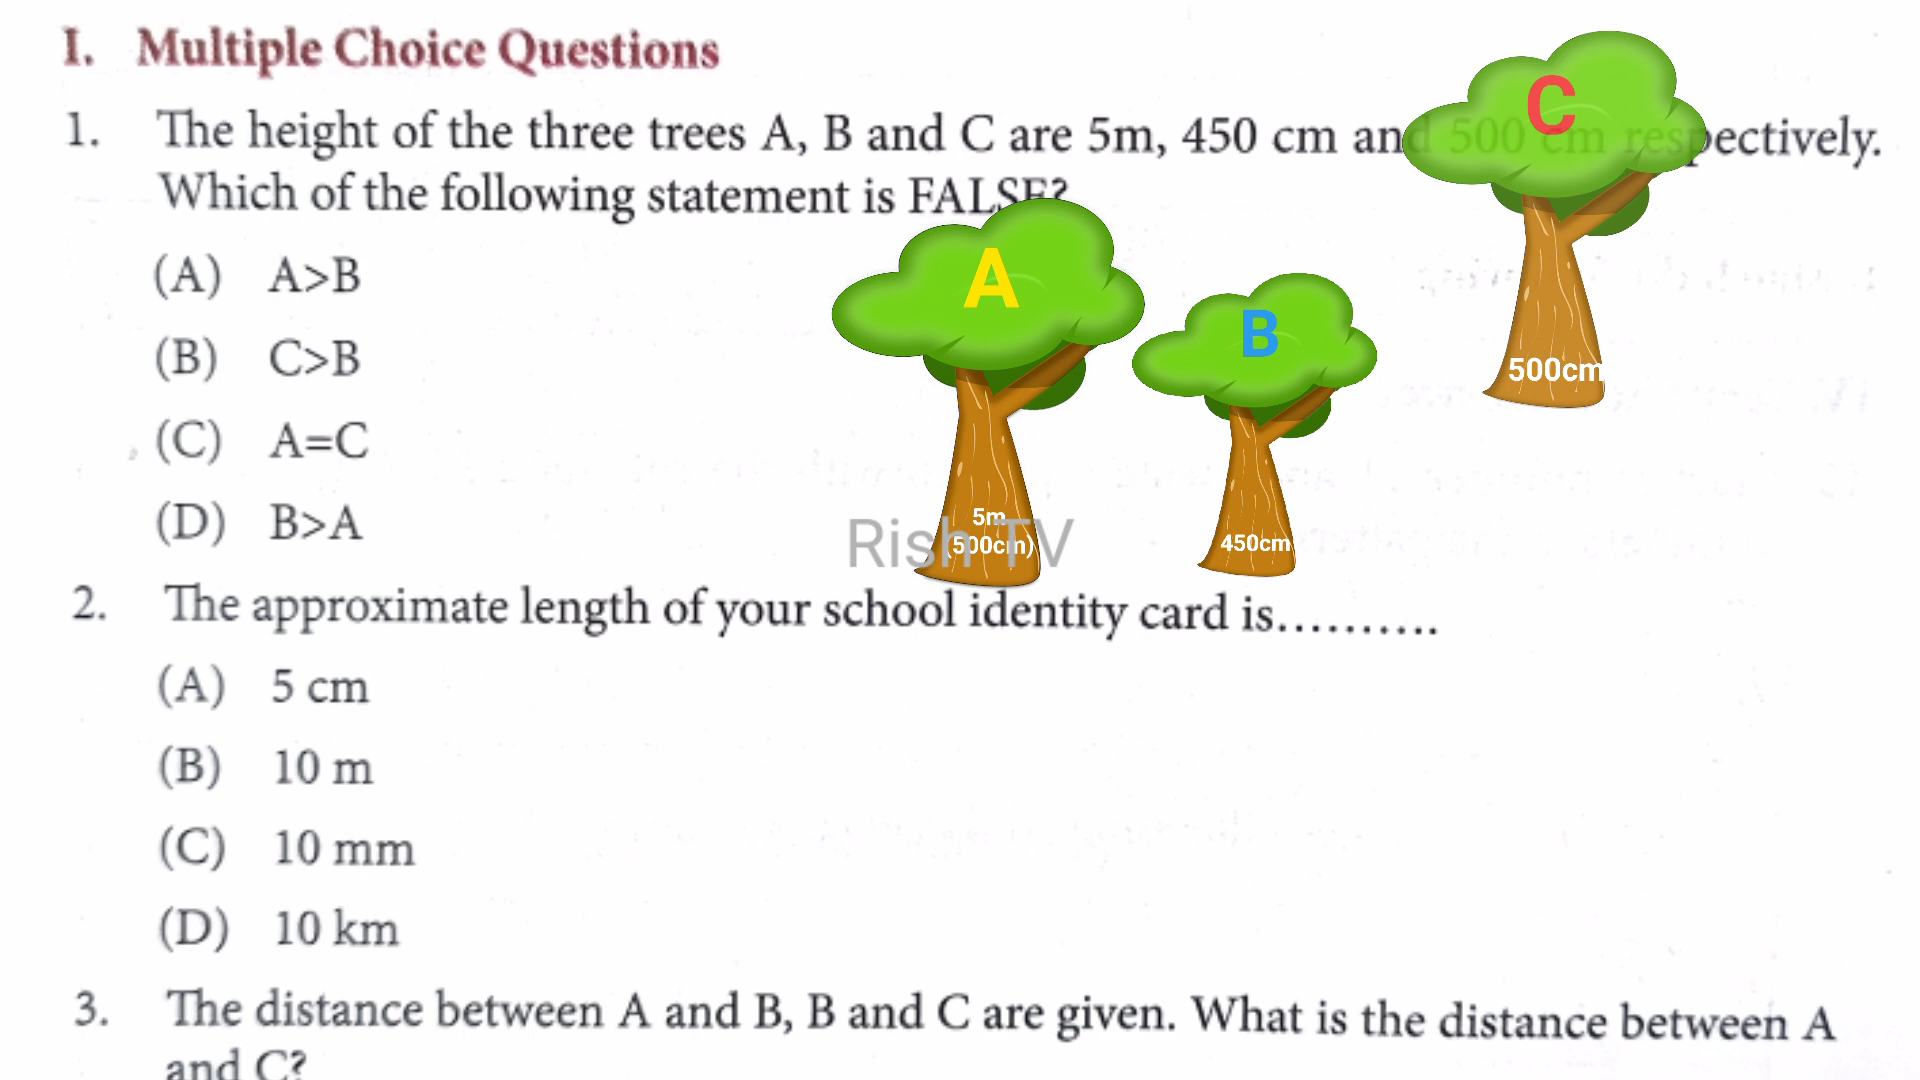 I. Multiple Choice Questions
1. The height of the three trees A, B and C are 5m, 450 cm and 500 cm respectively.
Which of the following statement is FALSE?
(A) A>B
(B) C>B
(C) A=C
(D) B>A
A
B
C
5m
(500cm)
450cm
500cm
Rish TV
2. The approximate length of your school identity card is..........
(A) 5 cm
(B) 10 m
(C) 10 mm
(D) 10 km
3. The distance between A and B, B and C are given. What is the distance between A
and C?